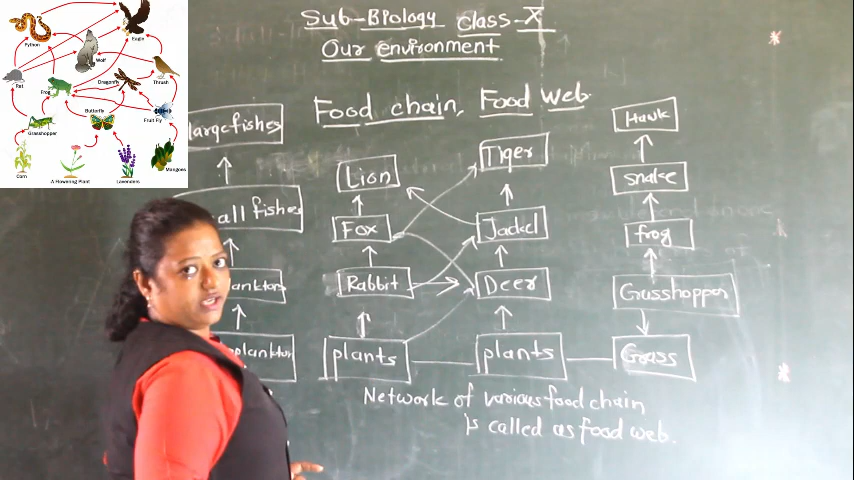 Sub-Biology class-X
Our environment
Food chain, Food web.
Python
Eagle
Wolf
Rat
Frog
Dragonfly
Thrush
Grasshopper
Butterfly
Fruit Fly
Corn
A Flowering Plant
Lavenders
Mangoes
large fishes
all fishes
plankton
Lion
Fox
Rabbit
plants
Tiger
Jackel
Deer
plants
Hawk
snake
frog
Grasshopper
Grass
Network of various food chain
is called as food web.